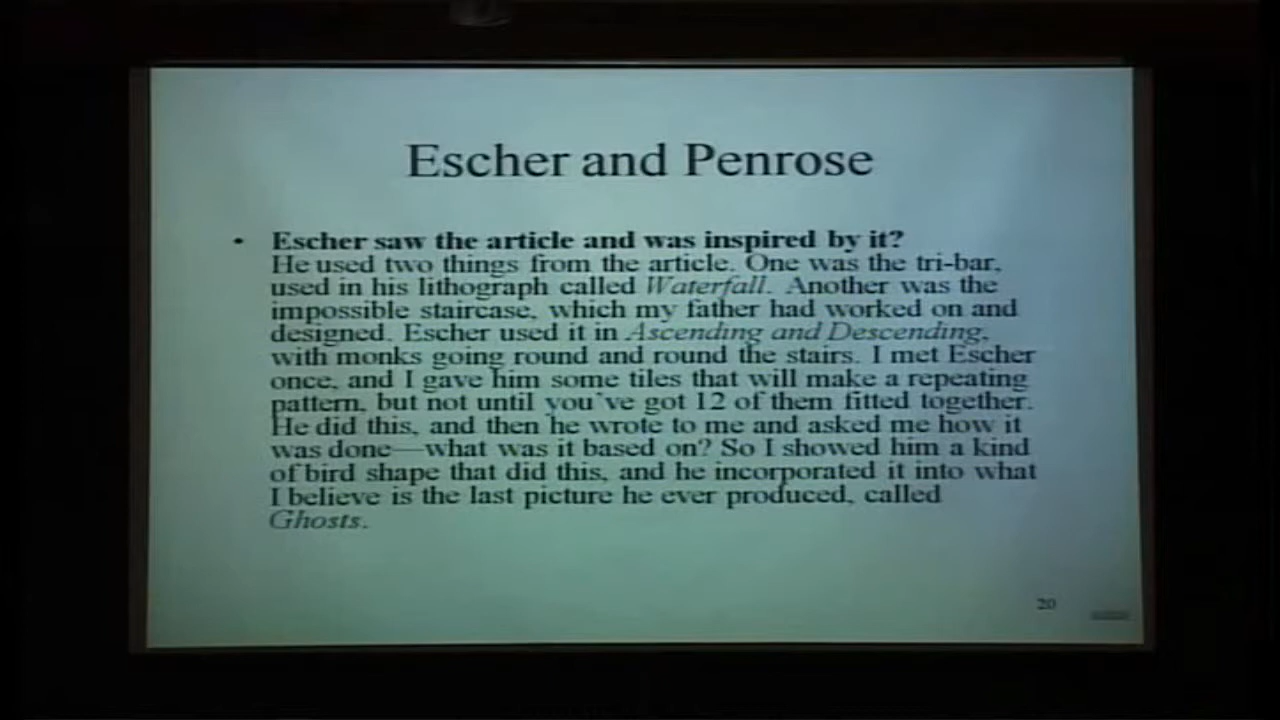 Escher and Penrose
• Escher saw the article and was inspired by it?
He used two things from the article. One was the tri-bar,
used in his lithograph called Waterfall. Another was the
impossible staircase, which my father had worked on and
designed. Escher used it in Ascending and Descending,
with monks going round and round the stairs. I met Escher
once, and I gave him some tiles that will make a repeating
pattern, but not until you've got 12 of them fitted together.
He did this, and then he wrote to me and asked me how it
was done—what was it based on? So I showed him a kind
of bird shape that did this, and he incorporated it into what
I believe is the last picture he ever produced, called
Ghosts.
20